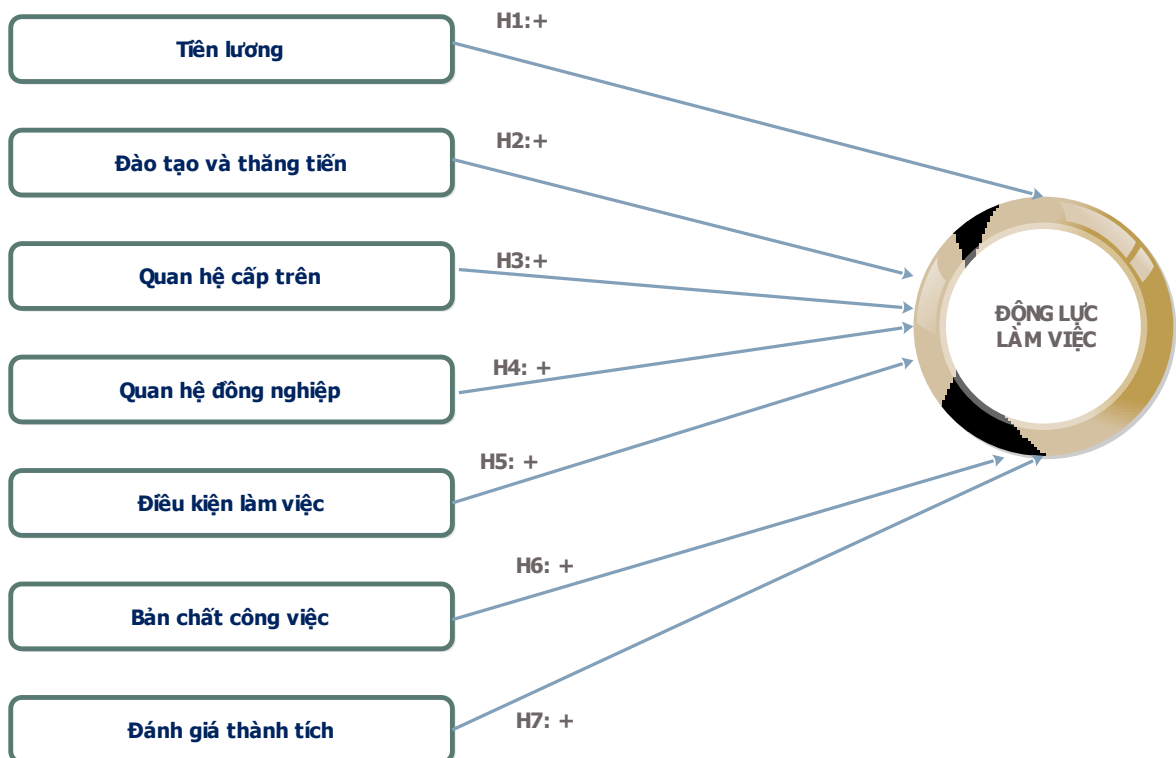 H1:+
Tiền lương
H2:+
Đào tạo và thăng tiến
H3:+
Quan hệ cấp trên
ĐỘNG LỰC
LÀM VIỆC
H4: +
Quan hệ đồng nghiệp
H5: +
Điều kiện làm việc
H6: +
Bản chất công việc
H7: +
Đánh giá thành tích